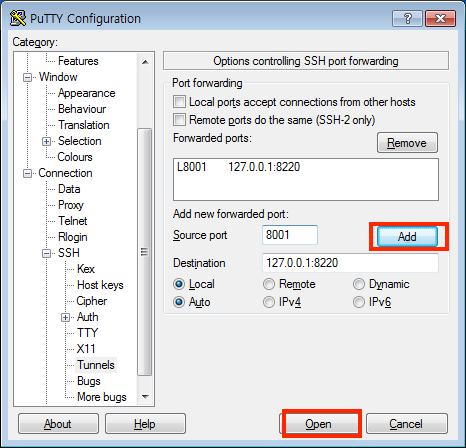 PuTTY Configuration
Category:
Features
Window
Appearance
Behaviour
Translation
Selection
Colours
Connection
Data
Proxy
Telnet
Rlogin
SSH
Kex
Host keys
Cipher
Auth
TTY
X11
Tunnels
Bugs
More bugs
Options controlling SSH port forwarding
Port forwarding
Local ports accept connections from other hosts
Remote ports do the same (SSH-2 only)
Forwarded ports:
Remove
L8001 127.0.0.1:8220
Add new forwarded port:
Source port 8001 Add
Destination 127.0.0.1:8220
Local Remote Dynamic
Auto IPv4 IPv6
About Help Open Cancel